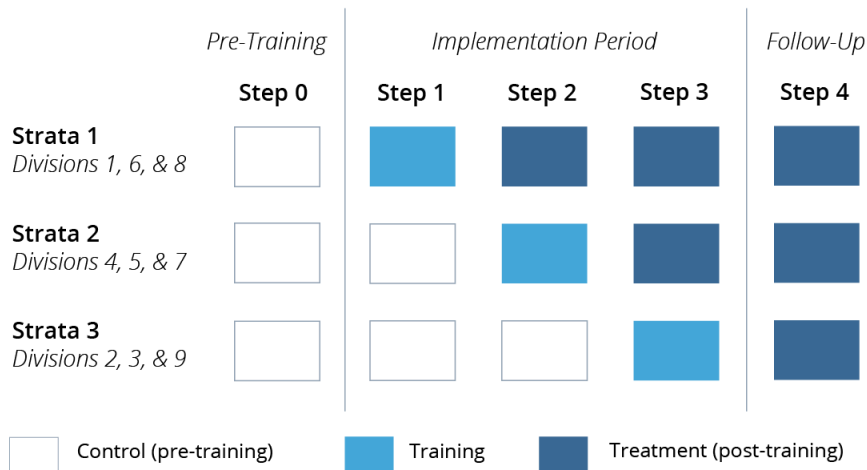 Pre-Training Implementation Period Follow-Up
Step 0 Step 1 Step 2 Step 3 Step 4
Strata 1
Divisions 1, 6, & 8
Strata 2
Divisions 4, 5, & 7
Strata 3
Divisions 2, 3, & 9
Control (pre-training) Training Treatment (post-training)